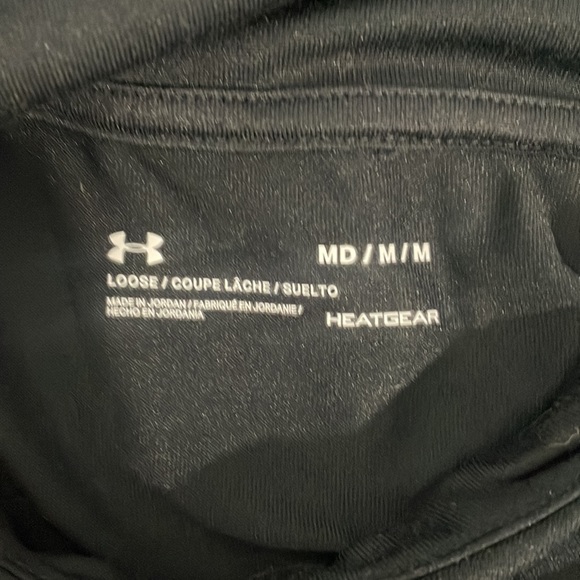 MD / M / M
LOOSE / COUPE LÂCHE / SUELTO
MADE IN JORDAN / FABRIQUÉ EN JORDANIE /
HECHO EN JORDANIA
HEATGEAR